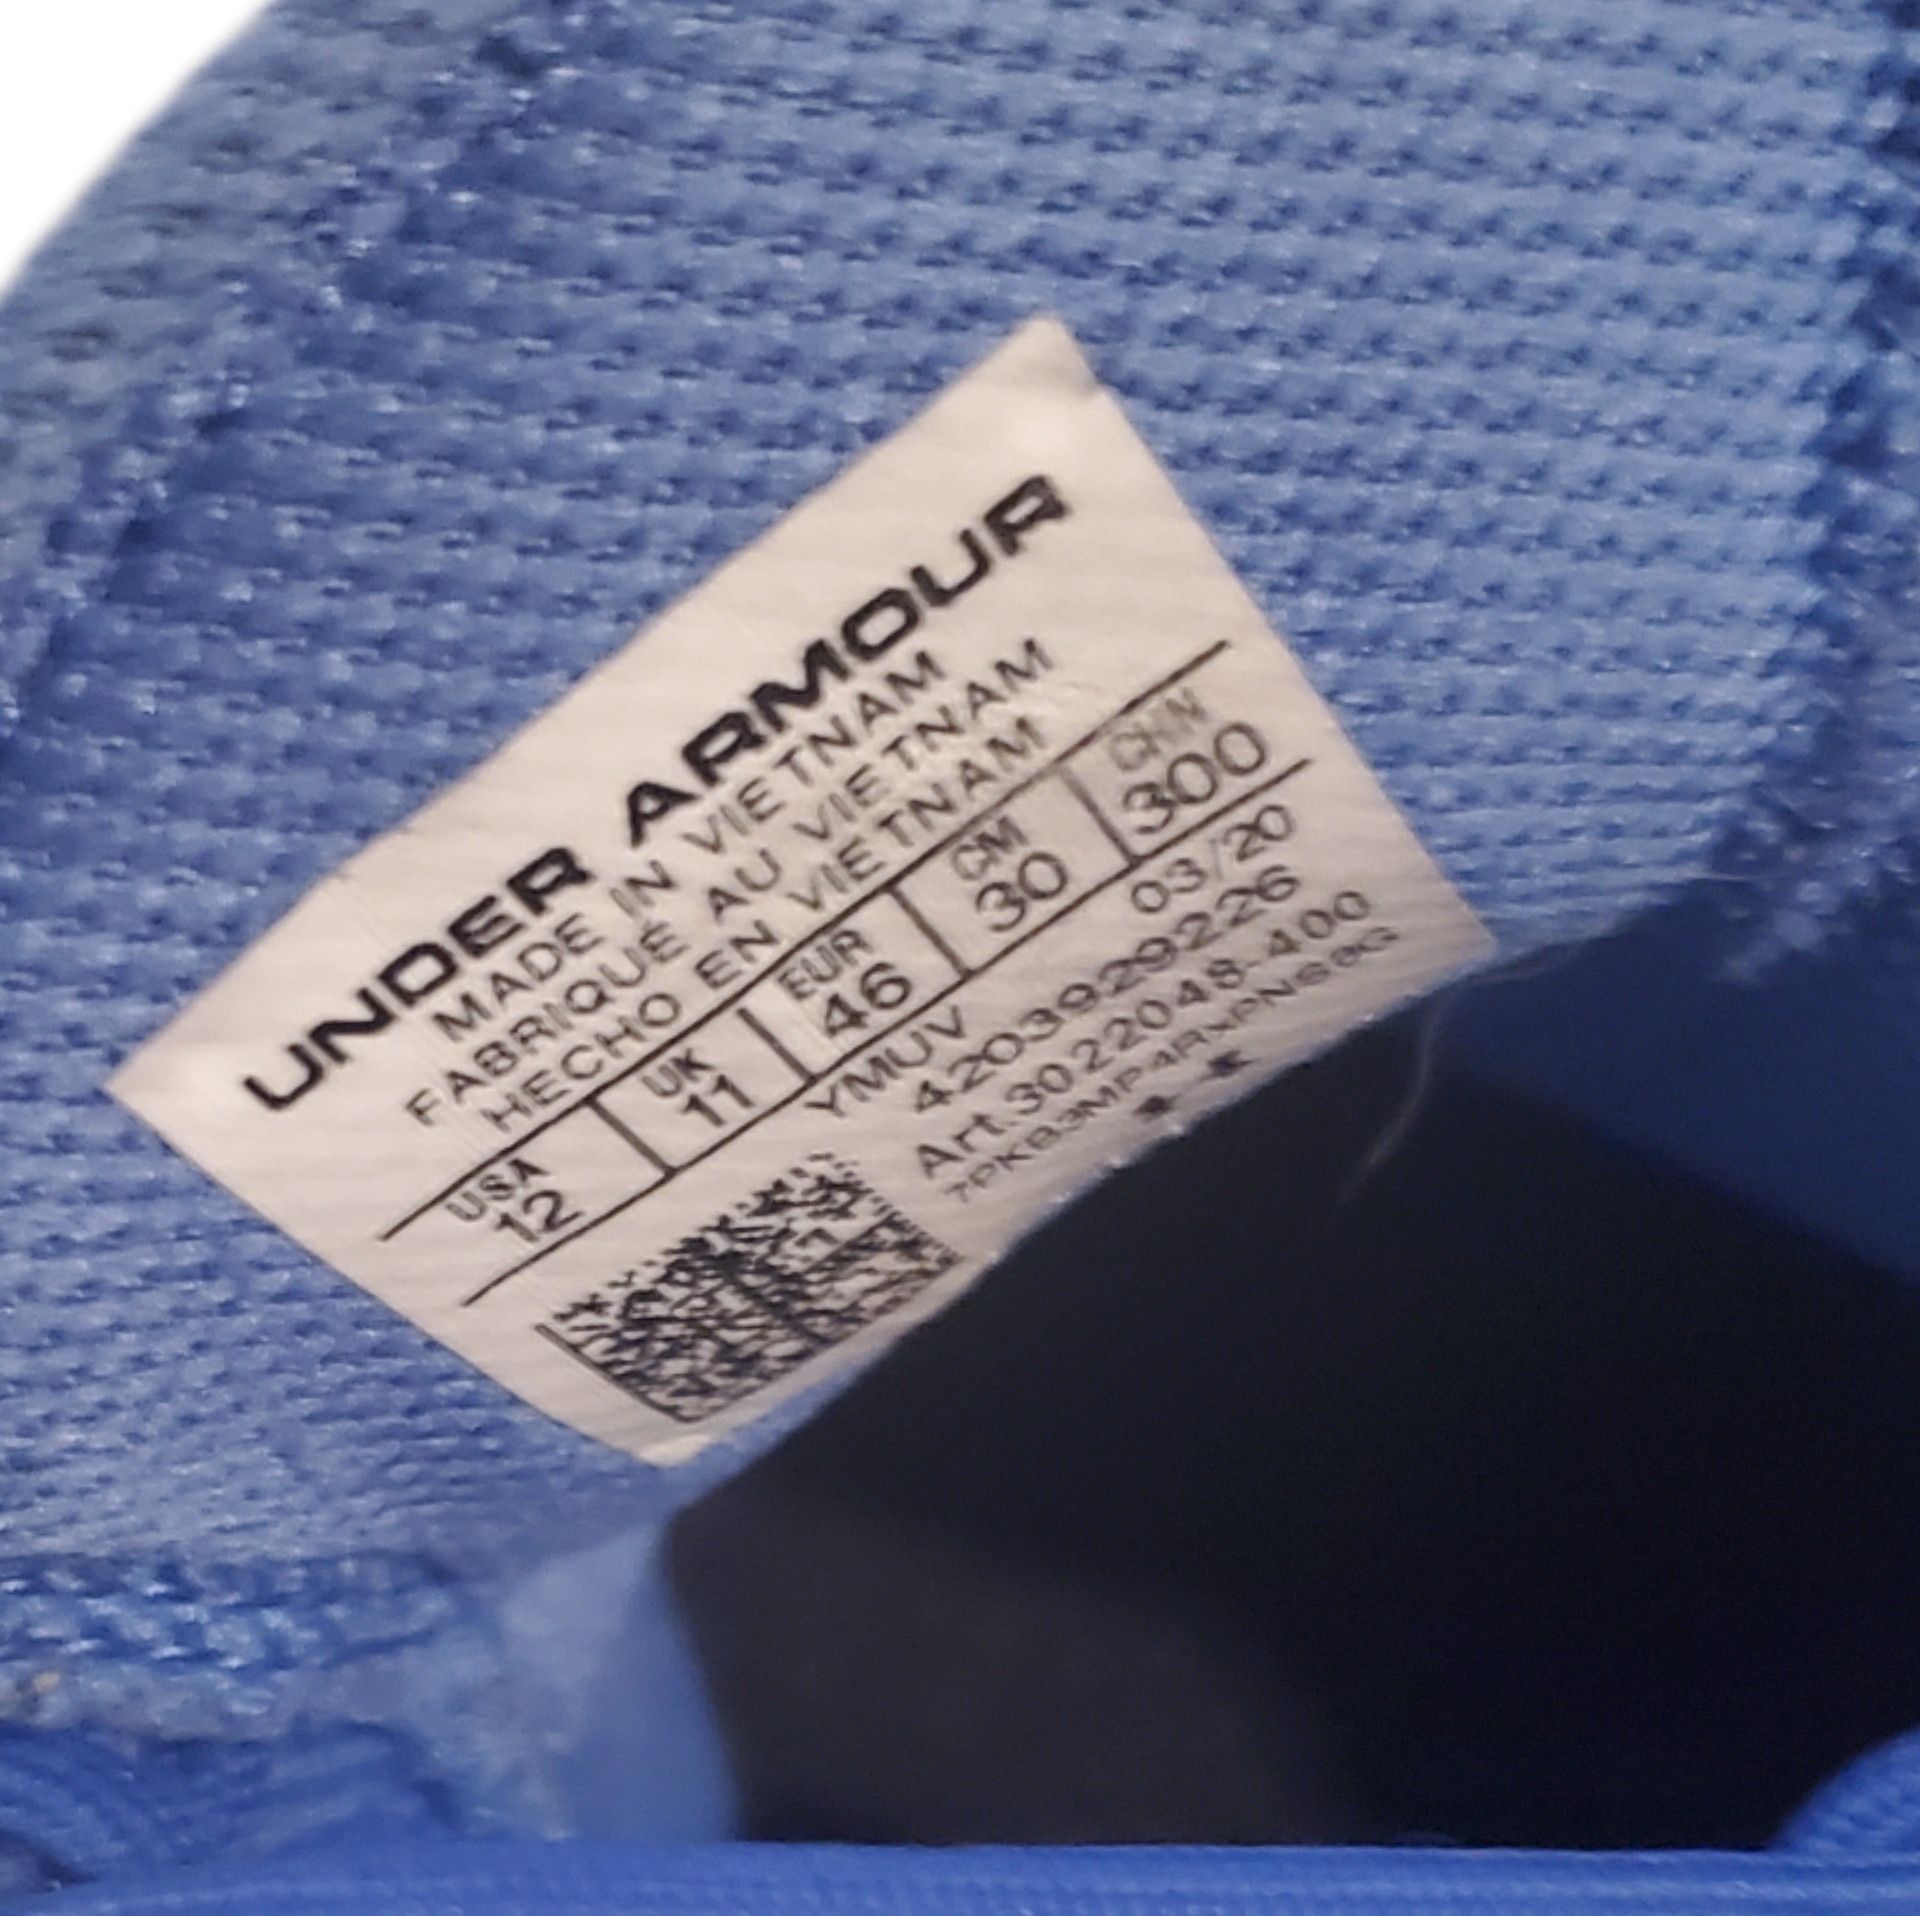 UNDER ARMOUR
MADE IN VIETNAM
FABRIQUÉ AU VIETNAM
HECHO EN VIETNAM
USA UK EUR CM CHN
12 11 46 30 300
YMUV 03/20
4203929226
Art.3022048-400